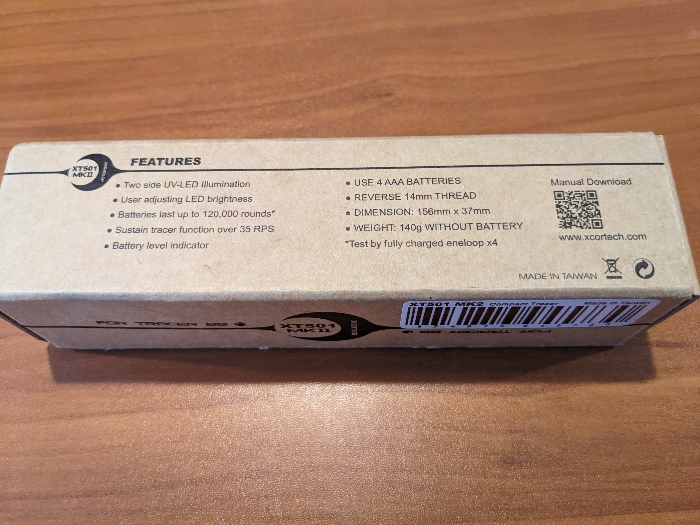 FEATURES
XT501
MKII
• Two side UV-LED Illumination
• User adjusting LED brightness
• Batteries last up to 120,000 rounds*
• Sustain tracer function over 35 RPS
• Battery level indicator
• USE 4 AAA BATTERIES
• REVERSE 14mm THREAD
• DIMENSION: 156mm x 37mm
• WEIGHT: 140g WITHOUT BATTERY
*Test by fully charged eneloop x4
Manual Download
www.xcortech.com
MADE IN TAIWAN
XT501 MK2 Compact Tracer Made in Taiwan
XT501
MKII